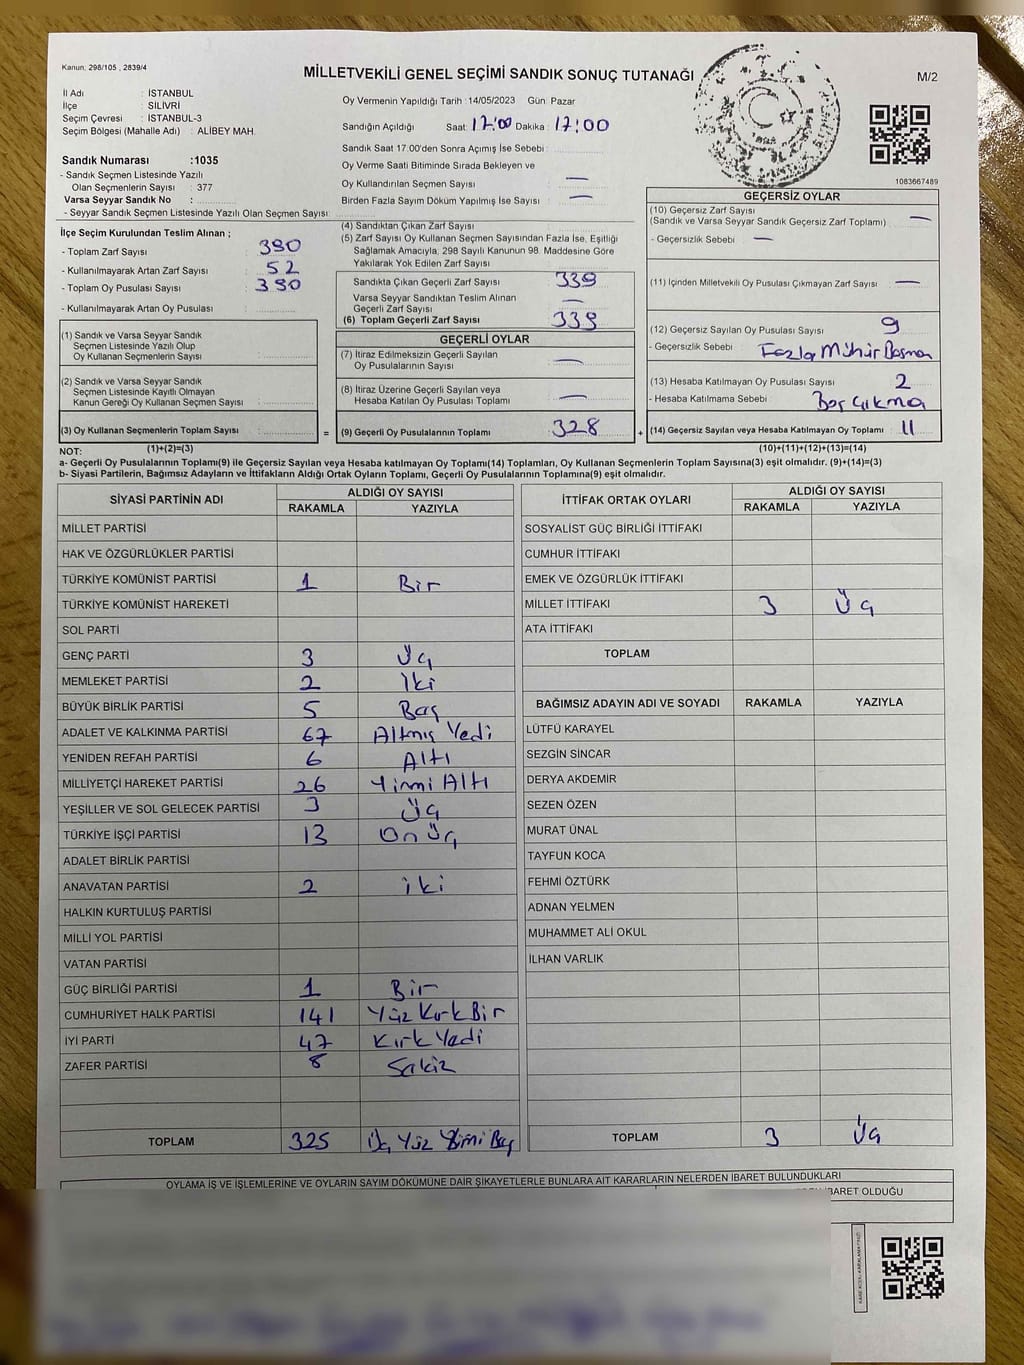 Kanun: 298/105 , 2839/4
MİLLETVEKİLİ GENEL SEÇİMİ SANDIK SONUÇ TUTANAĞI
M/2
İl Adı : İSTANBUL
İlçe : SİLİVRİ
Seçim Çevresi : İSTANBUL-3
Seçim Bölgesi (Mahalle Adı) : ALİBEY MAH.
Oy Vermenin Yapıldığı Tarih :14/05/2023 Gün: Pazar
Sandığın Açıldığı Saat 17:00 Dakika : 17:00
Sandık Saat 17:00'den Sonra Açımış İse Sebebi :
Oy Verme Saati Bitiminde Sırada Bekleyen ve
Oy Kullandırılan Seçmen Sayısı : —
Birden Fazla Sayım Döküm Yapılmış İse Sayısı : —
Sandık Numarası :1035
- Sandık Seçmen Listesinde Yazılı
Olan Seçmenlerin Sayısı : 377
Varsa Seyyar Sandık No :
- Seyyar Sandık Seçmen Listesinde Yazılı Olan Seçmen Sayısı:
1083667489
İlçe Seçim Kurulundan Teslim Alınan ;
- Toplam Zarf Sayısı : 390
- Kullanılmayarak Artan Zarf Sayısı : 52
- Toplam Oy Pusulası Sayısı : 390
- Kullanılmayarak Artan Oy Pusulası :
(1) Sandık ve Varsa Seyyar Sandık
Seçmen Listesinde Yazılı Olup
Oy Kullanan Seçmenlerin Sayısı :
(2) Sandık ve Varsa Seyyar Sandık
Seçmen Listesinde Kayıtlı Olmayan
Kanun Gereği Oy Kullanan Seçmen Sayısı :
(3) Oy Kullanan Seçmenlerin Toplam Sayısı :
(4) Sandıktan Çıkan Zarf Sayısı :
(5) Zarf Sayısı Oy Kullanan Seçmen Sayısından Fazla İse, Eşitliği
Sağlamak Amacıyla, 298 Sayılı Kanunun 98. Maddesine Göre
Yakılarak Yok Edilen Zarf Sayısı :
Sandıkta Çıkan Geçerli Zarf Sayısı : 339
Varsa Seyyar Sandıktan Teslim Alınan
Geçerli Zarf Sayısı : —
(6) Toplam Geçerli Zarf Sayısı : 339
GEÇERLİ OYLAR
(7) İtiraz Edilmeksizin Geçerli Sayılan
Oy Pusulalarının Sayısı : —
(8) İtiraz Üzerine Geçerli Sayılan veya
Hesaba Katılan Oy Pusulası Toplamı : —
= (9) Geçerli Oy Pusulalarının Toplamı : 328
GEÇERSİZ OYLAR
(10) Geçersiz Zarf Sayısı
(Sandık ve Varsa Seyyar Sandık Geçersiz Zarf Toplamı) : —
- Geçersizlik Sebebi : —
(11) İçinden Milletvekili Oy Pusulası Çıkmayan Zarf Sayısı : —
(12) Geçersiz Sayılan Oy Pusulası Sayısı : 9
- Geçersizlik Sebebi : Fazla Mühür Basma
(13) Hesaba Katılmayan Oy Pusulası Sayısı : 2
- Hesaba Katılmama Sebebi : Boş Çıkma
+ (14) Geçersiz Sayılan veya Hesaba Katılmayan Oy Toplamı : 11
NOT: (1)+(2)=(3) (10)+(11)+(12)+(13)=(14)
a- Geçerli Oy Pusulalarının Toplamı(9) ile Geçersiz Sayılan veya Hesaba katılmayan Oy Toplamı(14) Toplamları, Oy Kullanan Seçmenlerin Toplam Sayısına(3) eşit olmalıdır. (9)+(14)=(3)
b- Siyasi Partilerin, Bağımsız Adayların ve İttifakların Aldığı Ortak Oyların Toplamı, Geçerli Oy Pusulalarının Toplamına(9) eşit olmalıdır.
SİYASİ PARTİNİN ADI ALDIĞI OY SAYISI
RAKAMLA YAZIYLA
MİLLET PARTİSİ
HAK VE ÖZGÜRLÜKLER PARTİSİ
TÜRKİYE KOMÜNİST PARTİSİ 1 Bir
TÜRKİYE KOMÜNİST HAREKETİ
SOL PARTİ
GENÇ PARTİ 3 Üç
MEMLEKET PARTİSİ 2 İki
BÜYÜK BİRLİK PARTİSİ 5 Beş
ADALET VE KALKINMA PARTİSİ 67 Altmış Yedi
YENİDEN REFAH PARTİSİ 6 Altı
MİLLİYETÇİ HAREKET PARTİSİ 26 Yirmi Altı
YEŞİLLER VE SOL GELECEK PARTİSİ 3 Üç
TÜRKİYE İŞÇİ PARTİSİ 13 On Üç
ADALET BİRLİK PARTİSİ
ANAVATAN PARTİSİ 2 iki
HALKIN KURTULUŞ PARTİSİ
MİLLİ YOL PARTİSİ
VATAN PARTİSİ
GÜÇ BİRLİĞİ PARTİSİ 1 Bir
CUMHURİYET HALK PARTİSİ 141 Yüz Kırk Bir
İYİ PARTİ 47 Kırk Yedi
ZAFER PARTİSİ 8 Sekiz
TOPLAM 325 Üç Yüz Yirmi Beş
İTTİFAK ORTAK OYLARI ALDIĞI OY SAYISI
RAKAMLA YAZIYLA
SOSYALİST GÜÇ BİRLİĞİ İTTİFAKI
CUMHUR İTTİFAKI
EMEK VE ÖZGÜRLÜK İTTİFAKI
MİLLET İTTİFAKI 3 Üç
ATA İTTİFAKI
TOPLAM
BAĞIMSIZ ADAYIN ADI VE SOYADI RAKAMLA YAZIYLA
LÜTFÜ KARAYEL
SEZGİN SİNCAR
DERYA AKDEMİR
SEZEN ÖZEN
MURAT ÜNAL
TAYFUN KOCA
FEHMİ ÖZTÜRK
ADNAN YELMEN
MUHAMMET ALİ OKUL
İLHAN VARLIK
TOPLAM 3 Üç
OYLAMA İŞ VE İŞLEMLERİNE VE OYLARIN SAYIM DÖKÜMÜNE DAİR ŞİKAYETLERLE BUNLARA AİT KARARLARIN NELERDEN İBARET BULUNDUKLARI
İBARET OLDUĞU